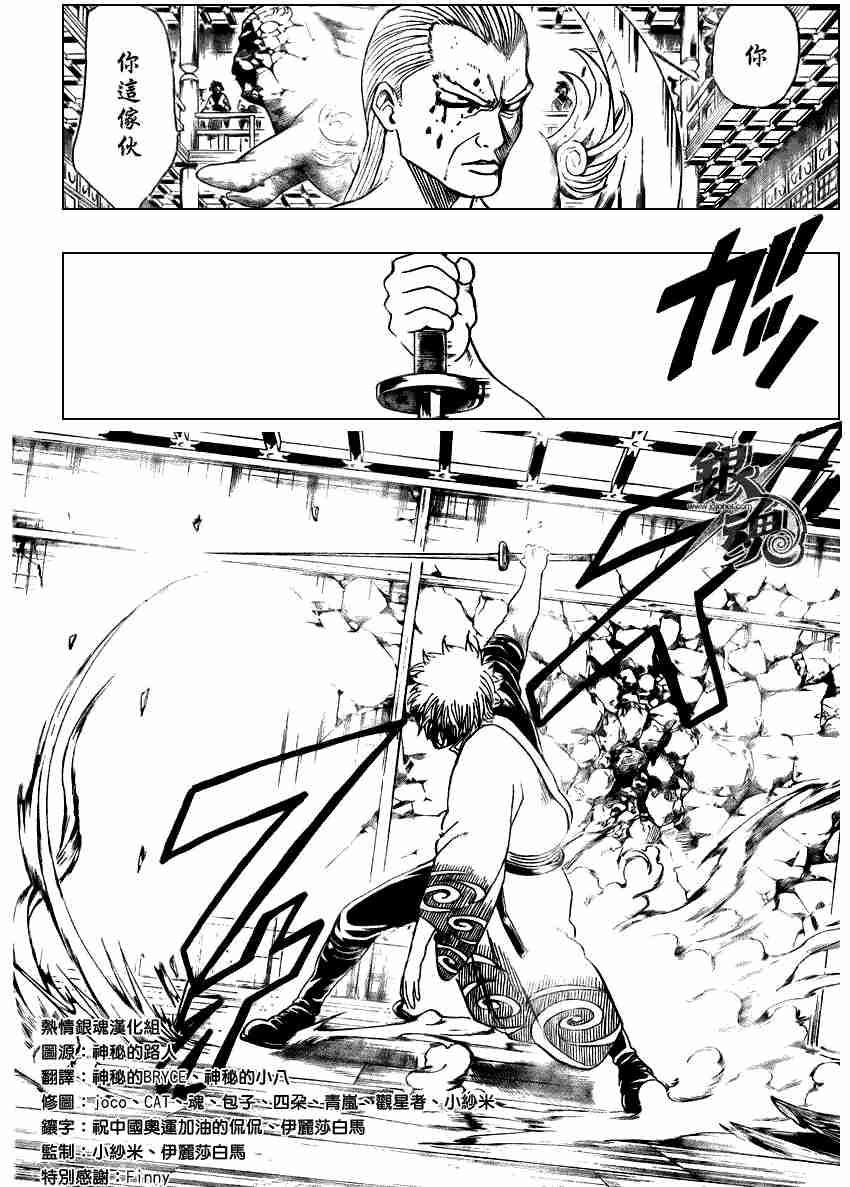 你
你這傢伙
ガッ
銀魂
ズズ
熱情銀魂漢化組
圖源：神秘的路人
翻譯：神秘的BRYCE、神秘的小八
修圖：joco、CAT、魂、包子、四朶、青嵐、觀星者、小紗米
鑲字：祝中國奧運加油的侃侃、伊麗莎白馬
監制：小紗米、伊麗莎白馬
特別感謝：Finny